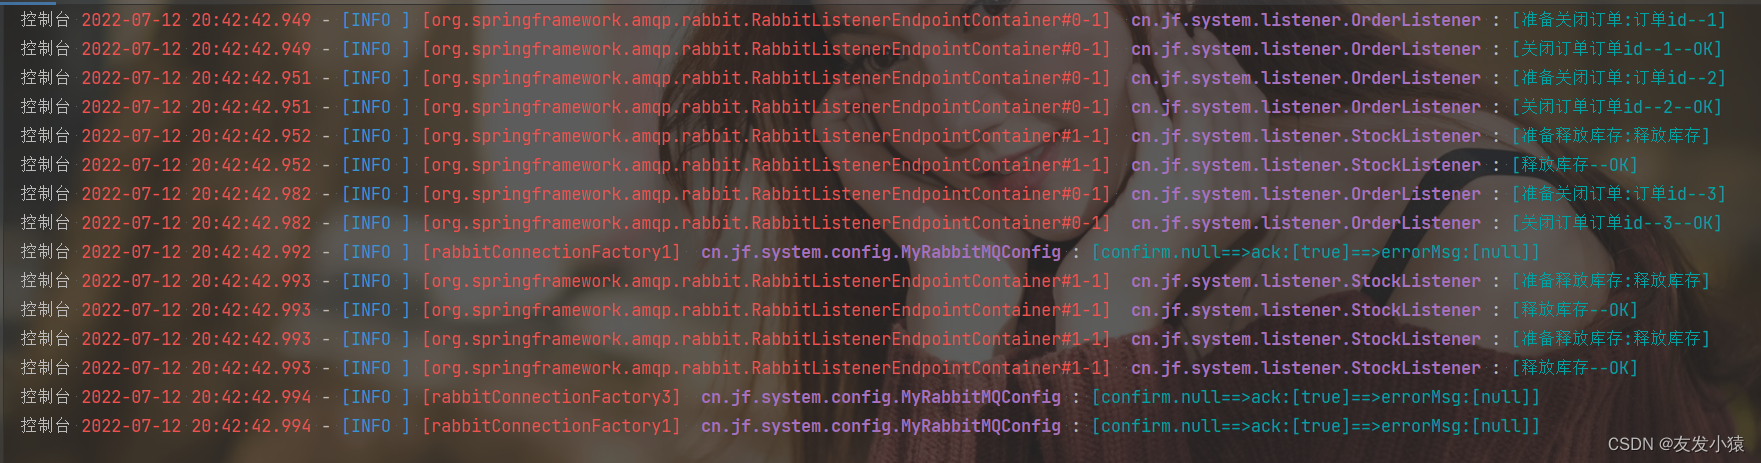 控制台 2022-07-12 20:42:42.949 - [INFO ] [org.springframework.amqp.rabbit.RabbitListenerEndpointContainer#0-1]  cn.jf.system.listener.OrderListener : [准备关闭订单:订单id--1]
控制台 2022-07-12 20:42:42.949 - [INFO ] [org.springframework.amqp.rabbit.RabbitListenerEndpointContainer#0-1]  cn.jf.system.listener.OrderListener : [关闭订单订单id--1--OK]
控制台 2022-07-12 20:42:42.951 - [INFO ] [org.springframework.amqp.rabbit.RabbitListenerEndpointContainer#0-1]  cn.jf.system.listener.OrderListener : [准备关闭订单:订单id--2]
控制台 2022-07-12 20:42:42.951 - [INFO ] [org.springframework.amqp.rabbit.RabbitListenerEndpointContainer#0-1]  cn.jf.system.listener.OrderListener : [关闭订单订单id--2--OK]
控制台 2022-07-12 20:42:42.952 - [INFO ] [org.springframework.amqp.rabbit.RabbitListenerEndpointContainer#1-1]  cn.jf.system.listener.StockListener : [准备释放库存:释放库存]
控制台 2022-07-12 20:42:42.952 - [INFO ] [org.springframework.amqp.rabbit.RabbitListenerEndpointContainer#1-1]  cn.jf.system.listener.StockListener : [释放库存--OK]
控制台 2022-07-12 20:42:42.982 - [INFO ] [org.springframework.amqp.rabbit.RabbitListenerEndpointContainer#0-1]  cn.jf.system.listener.OrderListener : [准备关闭订单:订单id--3]
控制台 2022-07-12 20:42:42.982 - [INFO ] [org.springframework.amqp.rabbit.RabbitListenerEndpointContainer#0-1]  cn.jf.system.listener.OrderListener : [关闭订单订单id--3--OK]
控制台 2022-07-12 20:42:42.992 - [INFO ] [rabbitConnectionFactory1]  cn.jf.system.config.MyRabbitMQConfig : [confirm.null==>ack:[true]==>errorMsg:[null]]
控制台 2022-07-12 20:42:42.993 - [INFO ] [org.springframework.amqp.rabbit.RabbitListenerEndpointContainer#1-1]  cn.jf.system.listener.StockListener : [准备释放库存:释放库存]
控制台 2022-07-12 20:42:42.993 - [INFO ] [org.springframework.amqp.rabbit.RabbitListenerEndpointContainer#1-1]  cn.jf.system.listener.StockListener : [释放库存--OK]
控制台 2022-07-12 20:42:42.993 - [INFO ] [org.springframework.amqp.rabbit.RabbitListenerEndpointContainer#1-1]  cn.jf.system.listener.StockListener : [准备释放库存:释放库存]
控制台 2022-07-12 20:42:42.993 - [INFO ] [org.springframework.amqp.rabbit.RabbitListenerEndpointContainer#1-1]  cn.jf.system.listener.StockListener : [释放库存--OK]
控制台 2022-07-12 20:42:42.994 - [INFO ] [rabbitConnectionFactory3]  cn.jf.system.config.MyRabbitMQConfig : [confirm.null==>ack:[true]==>errorMsg:[null]]
控制台 2022-07-12 20:42:42.994 - [INFO ] [rabbitConnectionFactory1]  cn.jf.system.config.MyRabbitMQConfig : [confirm.null==>ack:[true]==>errorMsg:[null]]
CSDN @友发小猿